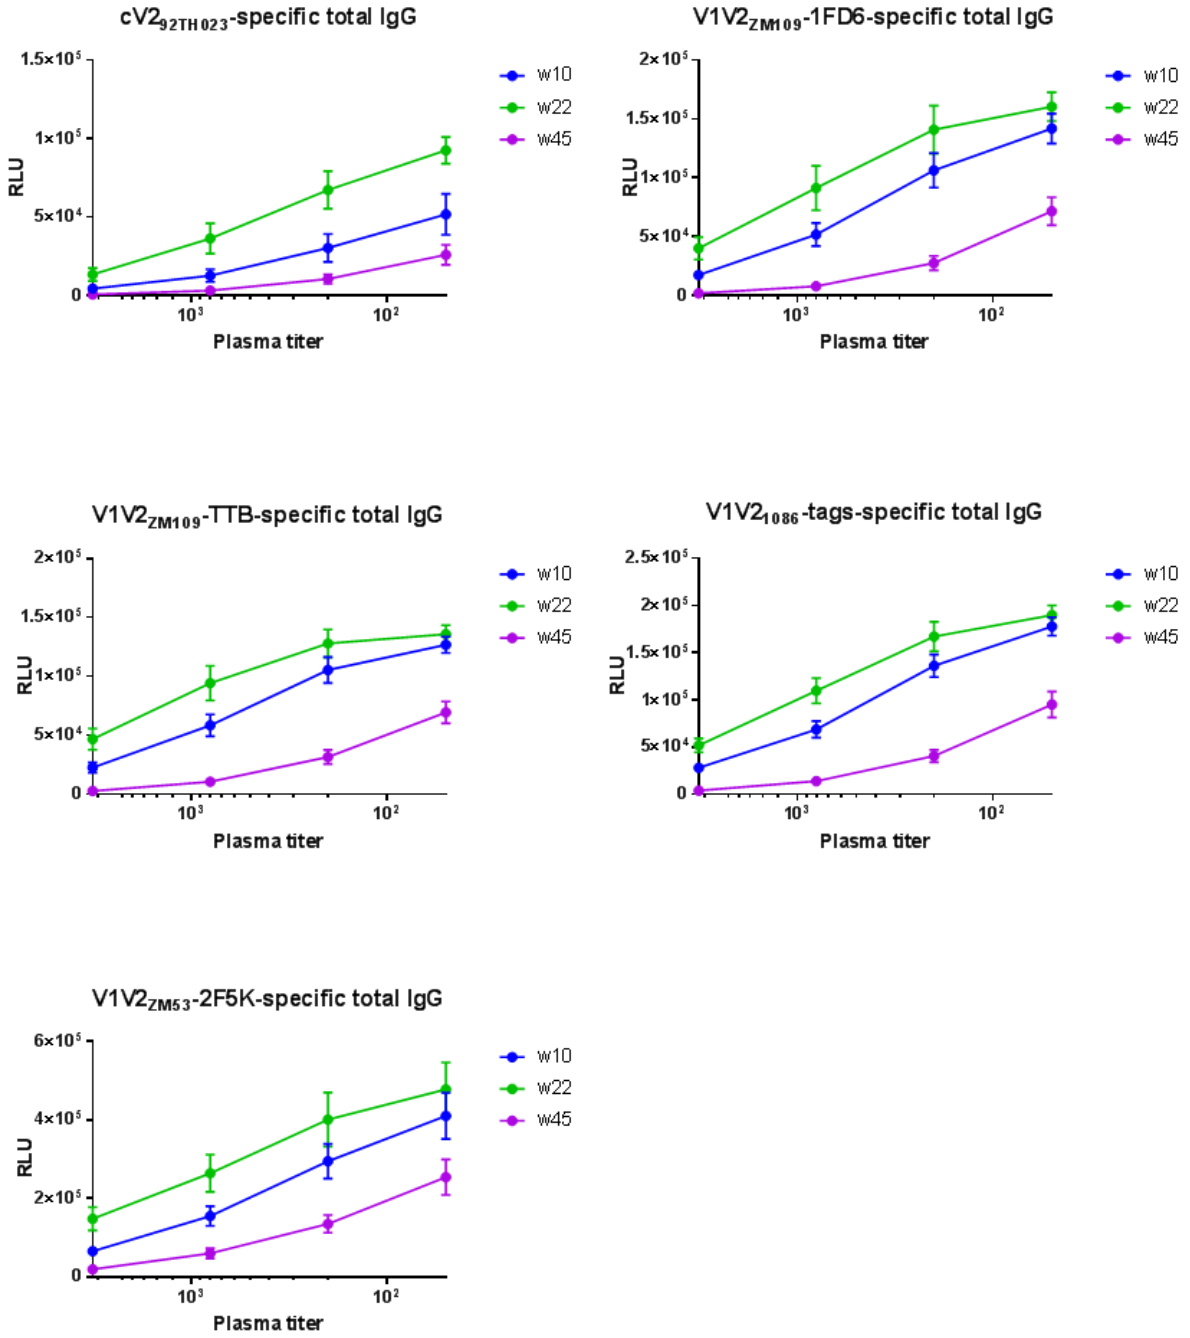 cV2₉₂TH₀₂₃-specific total IgG
1.5×10⁵
1×10⁵
5×10⁴
0
RLU
10³ 10²
Plasma titer
w10
w22
w45
V1V2ZM109-1FD6-specific total IgG
2×10⁵
1.5×10⁵
1×10⁵
5×10⁴
0
RLU
10³ 10²
Plasma titer
w10
w22
w45
V1V2ZM109-TTB-specific total IgG
2×10⁵
1.5×10⁵
1×10⁵
5×10⁴
0
RLU
10³ 10²
Plasma titer
w10
w22
w45
V1V2₁₀₈₆-tags-specific total IgG
2.5×10⁵
2×10⁵
1.5×10⁵
1×10⁵
5×10⁴
0
RLU
10³ 10²
Plasma titer
w10
w22
w45
V1V2ZM53-2F5K-specific total IgG
6×10⁵
4×10⁵
2×10⁵
0
RLU
10³ 10²
Plasma titer
w10
w22
w45